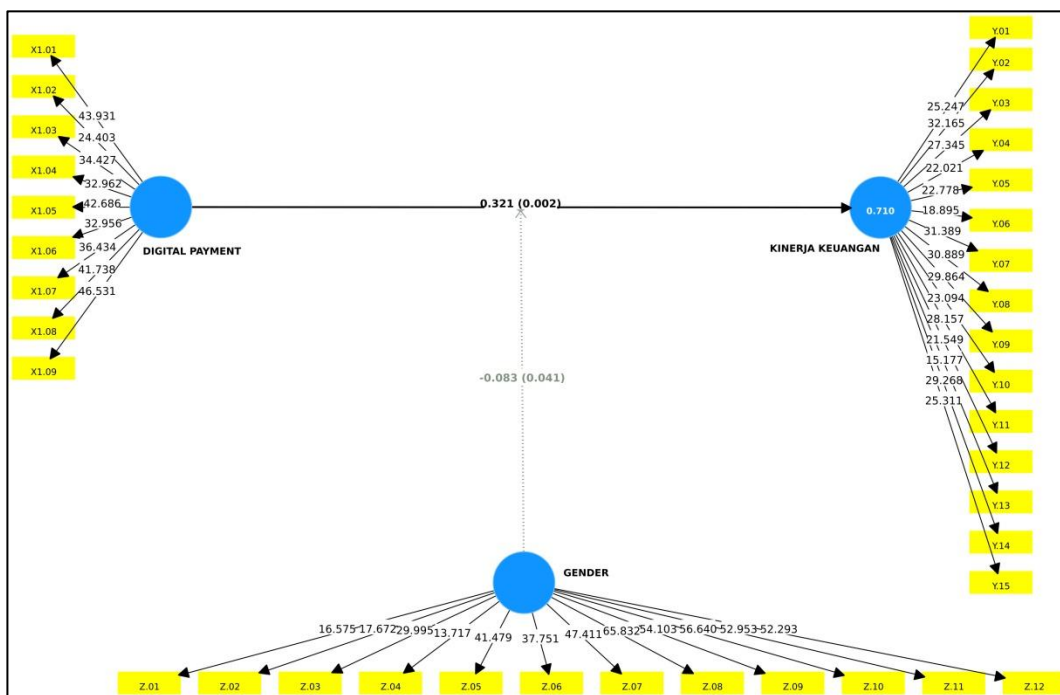 X1.01
X1.02
X1.03
X1.04
X1.05
X1.06
X1.07
X1.08
X1.09
43.931
24.403
34.427
32.962
42.686
32.956
36.434
41.738
46.531
DIGITAL PAYMENT
0.321 (0.002)
-0.083 (0.041)
0.710
KINERJA KEUANGAN
25.247
32.165
27.345
22.021
22.778
18.895
31.389
30.889
29.864
23.094
28.157
21.549
15.177
29.268
25.311
Y.01
Y.02
Y.03
Y.04
Y.05
Y.06
Y.07
Y.08
Y.09
Y.10
Y.11
Y.12
Y.13
Y.14
Y.15
GENDER
16.575 17.672 29.995 13.717 41.479 37.751 47.411 65.832 54.103 56.640 52.953 52.293
Z.01 Z.02 Z.03 Z.04 Z.05 Z.06 Z.07 Z.08 Z.09 Z.10 Z.11 Z.12